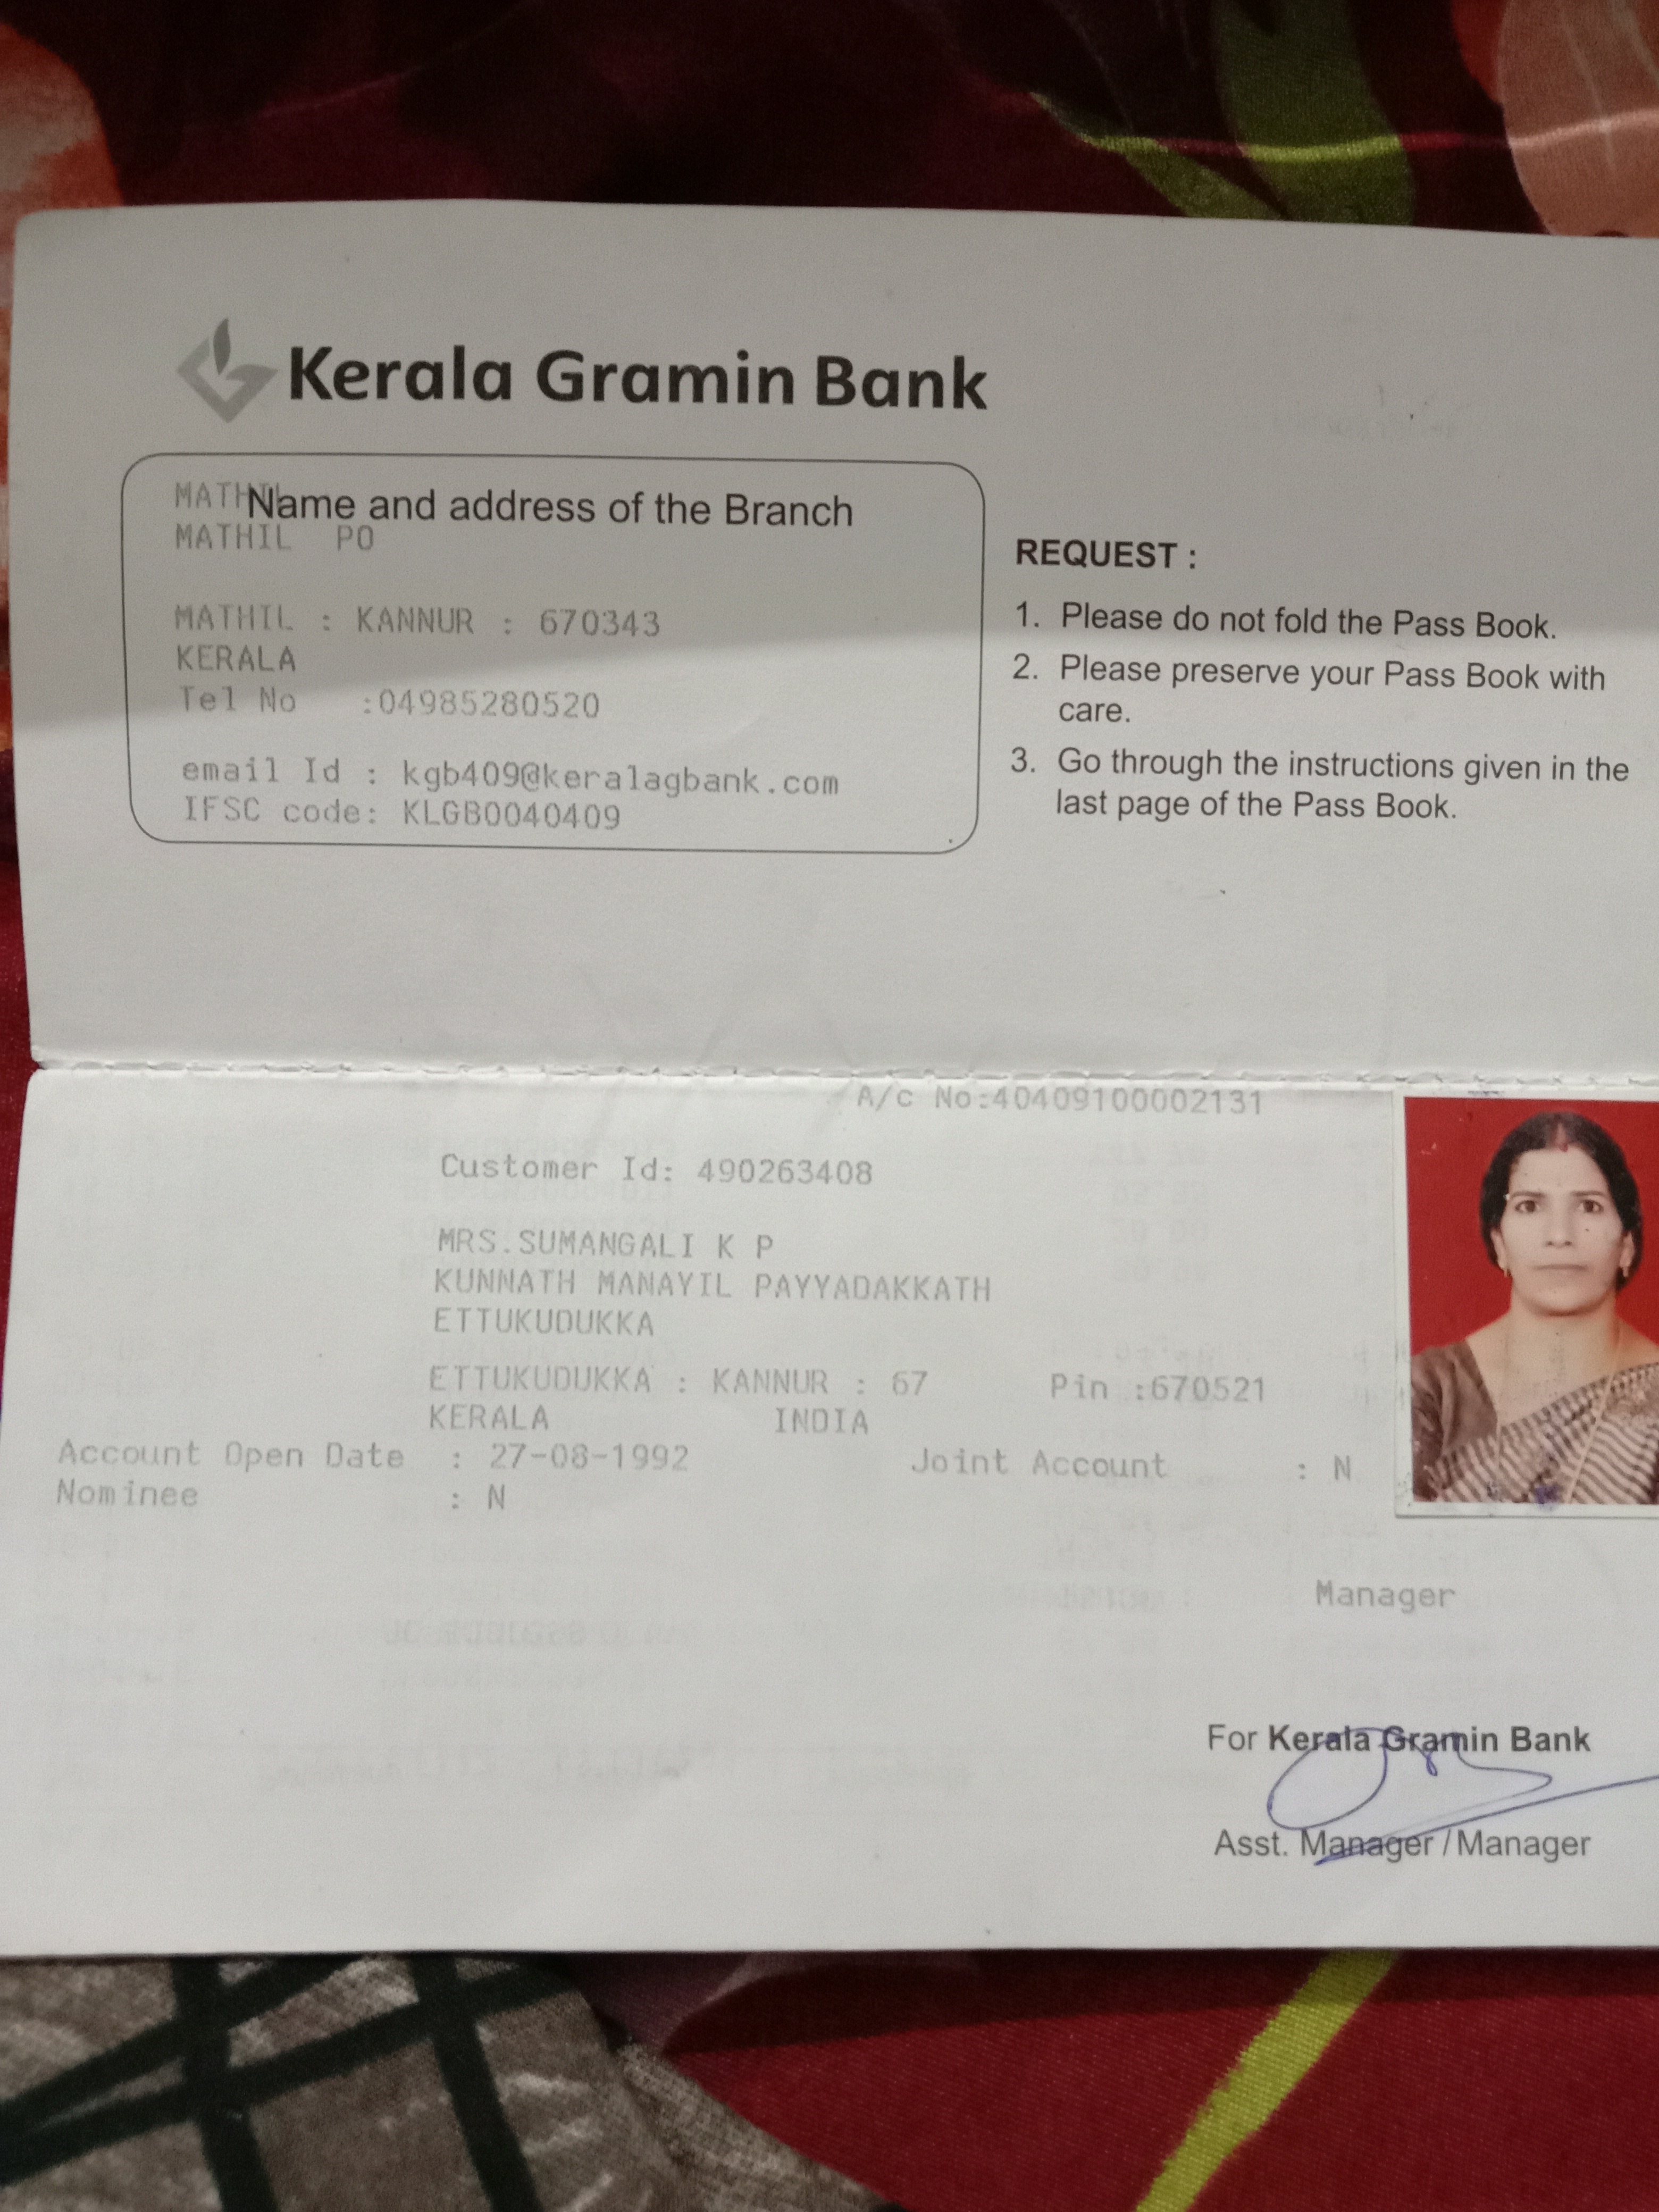 Kerala Gramin Bank
MATHIL
Name and address of the Branch
MATHIL PO
MATHIL : KANNUR : 670343
KERALA
Tel No :04985280520
email Id : kgb409@keralagbank.com
IFSC code: KLGB0040409
REQUEST :
1. Please do not fold the Pass Book.
2. Please preserve your Pass Book with
care.
3. Go through the instructions given in the
last page of the Pass Book.
A/c No:40409100002131
Customer Id: 490263408
MRS.SUMANGALI K P
KUNNATH MANAYIL PAYYADAKKATH
ETTUKUDUKKA
ETTUKUDUKKA : KANNUR : 67 Pin :670521
KERALA INDIA
Account Open Date : 27-08-1992 Joint Account : N
Nominee : N
Manager
For Kerala Gramin Bank
Asst. Manager / Manager